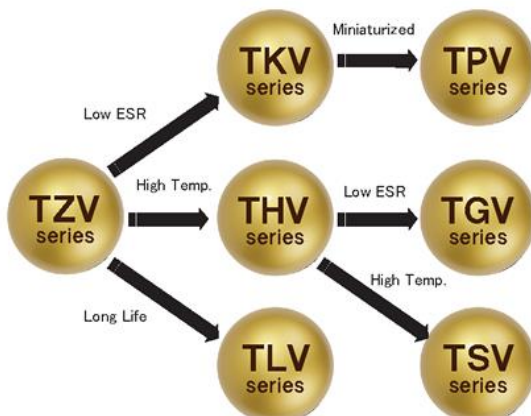 Miniaturized
TKV
series
TPV
series
Low ESR
High Temp.
Low ESR
TZV
series
THV
series
TGV
series
High Temp.
Long Life
TLV
series
TSV
series